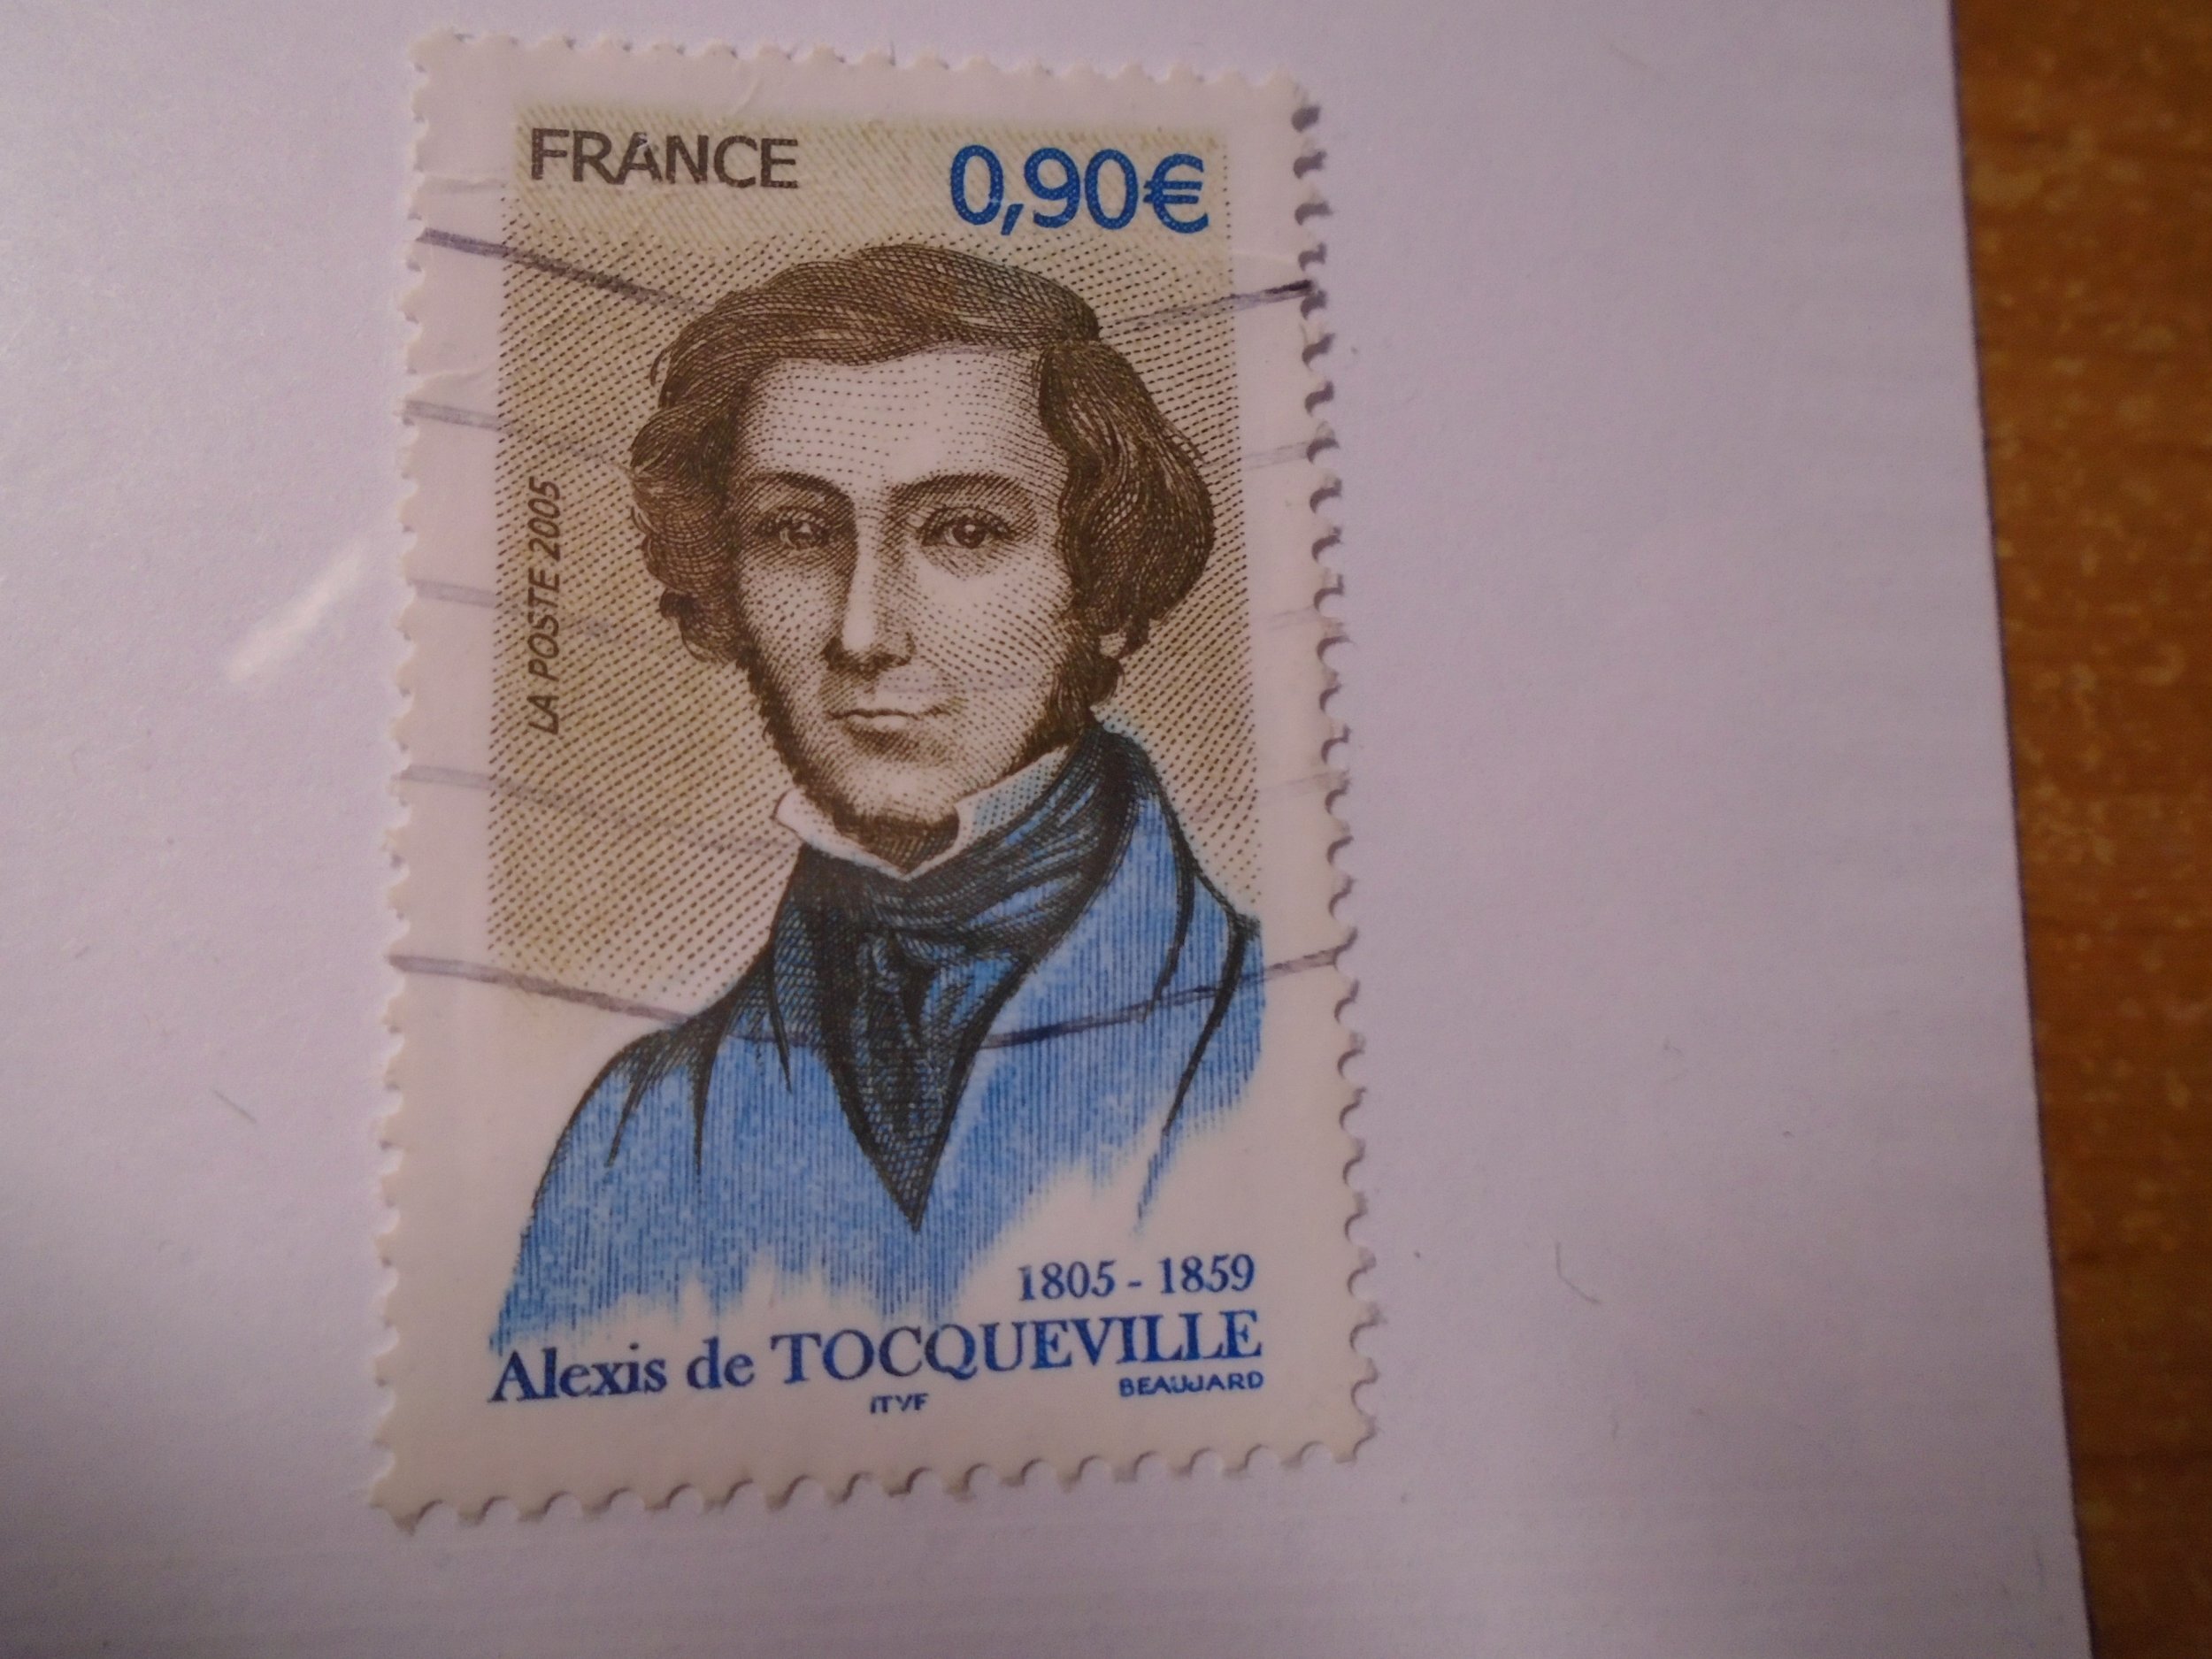 FRANCE
0,90€
LA POSTE 2005
1805 - 1859
Alexis de TOCQUEVILLE
ITVF
BEAUJARD